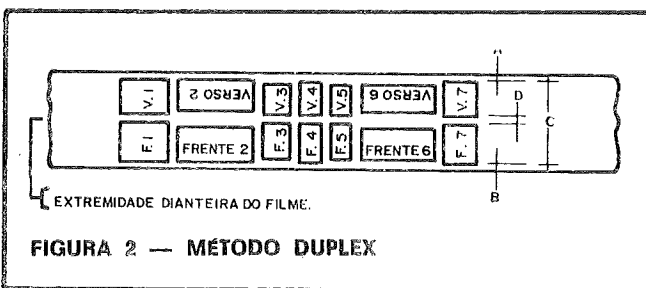 A
V.1 VERSO 2 V.3 V.4 V.5 VERSO 6 V.7 D
C
F.1 FRENTE 2 F.3 F.4 F.5 FRENTE 6 F.7
B
EXTREMIDADE DIANTEIRA DO FILME.
FIGURA 2 — MÉTODO DUPLEX